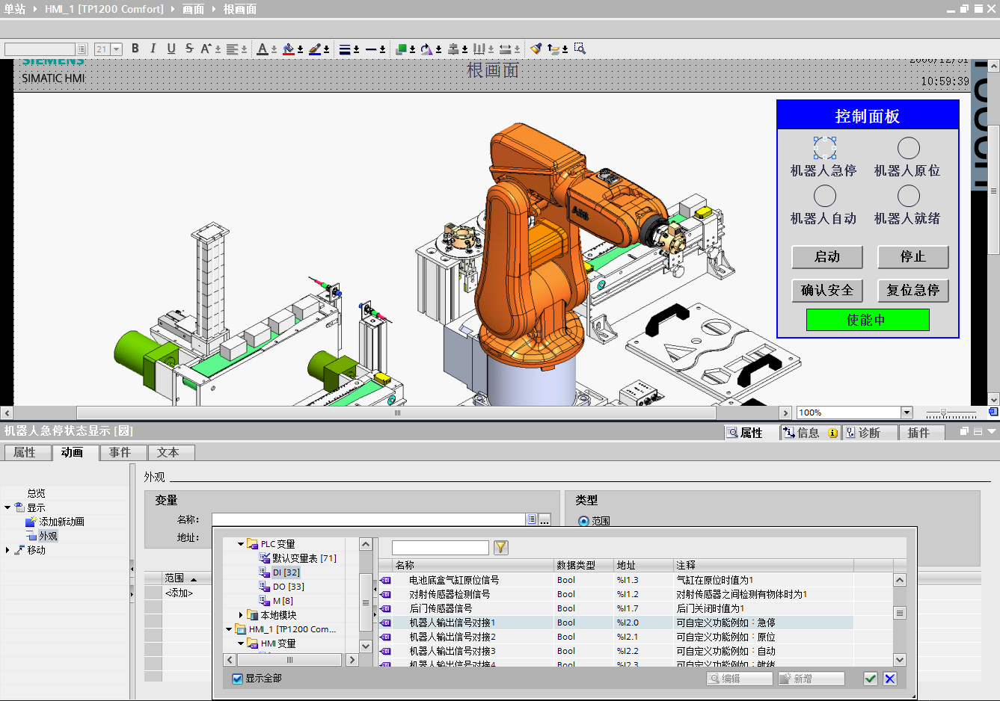 单站 ▸ HMI_1 [TP1200 Comfort] ▸ 画面 ▸ 根画面
21
B I U S A
SIEMENS
SIMATIC HMI
根画面
2000/12/31
10:59:39
TOUCH
控制面板
机器人急停 机器人原位
机器人自动 机器人就绪
启动 停止
确认安全 复位急停
使能中
ABB
100%
机器人急停状态显示 [圆]
属性 信息 诊断 插件
属性 动画 事件 文本
总览
显示
添加新动画
外观
移动
外观
变量
名称:
地址:
类型
范围
范围
<添加>
PLC 变量
默认变量表 [71]
DI [32]
DO [33]
M [8]
本地模块
HMI_1 [TP1200 Com...
HMI 变量
名称 数据类型 地址 注释
电池底盒气缸原位信号 Bool %I1.3 气缸在原位时值为1
对射传感器检测信号 Bool %I1.2 对射传感器之间检测有物体时为1
后门传感器信号 Bool %I1.7 后门关闭时值为1
机器人输出信号对接1 Bool %I2.0 可自定义功能例如：急停
机器人输出信号对接2 Bool %I2.1 可自定义功能例如：原位
机器人输出信号对接3 Bool %I2.2 可自定义功能例如：自动
机器人输出信号对接4 Bool %I2.3 可自定义功能例如：就绪
显示全部
编辑 新增